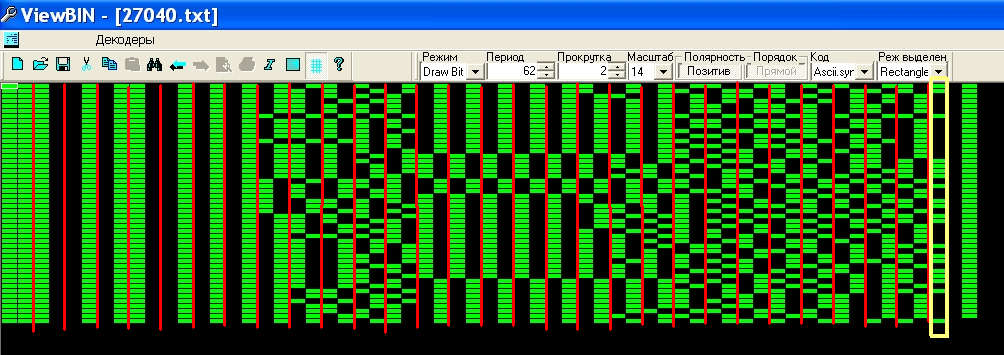 ViewBIN - [27040.txt]
Декодеры
Режим Период Прокрутка Масштаб Полярность Порядок Код Реж выделен
Draw Bit 62 2 14 Позитив Прямой Ascii.syr Rectangle